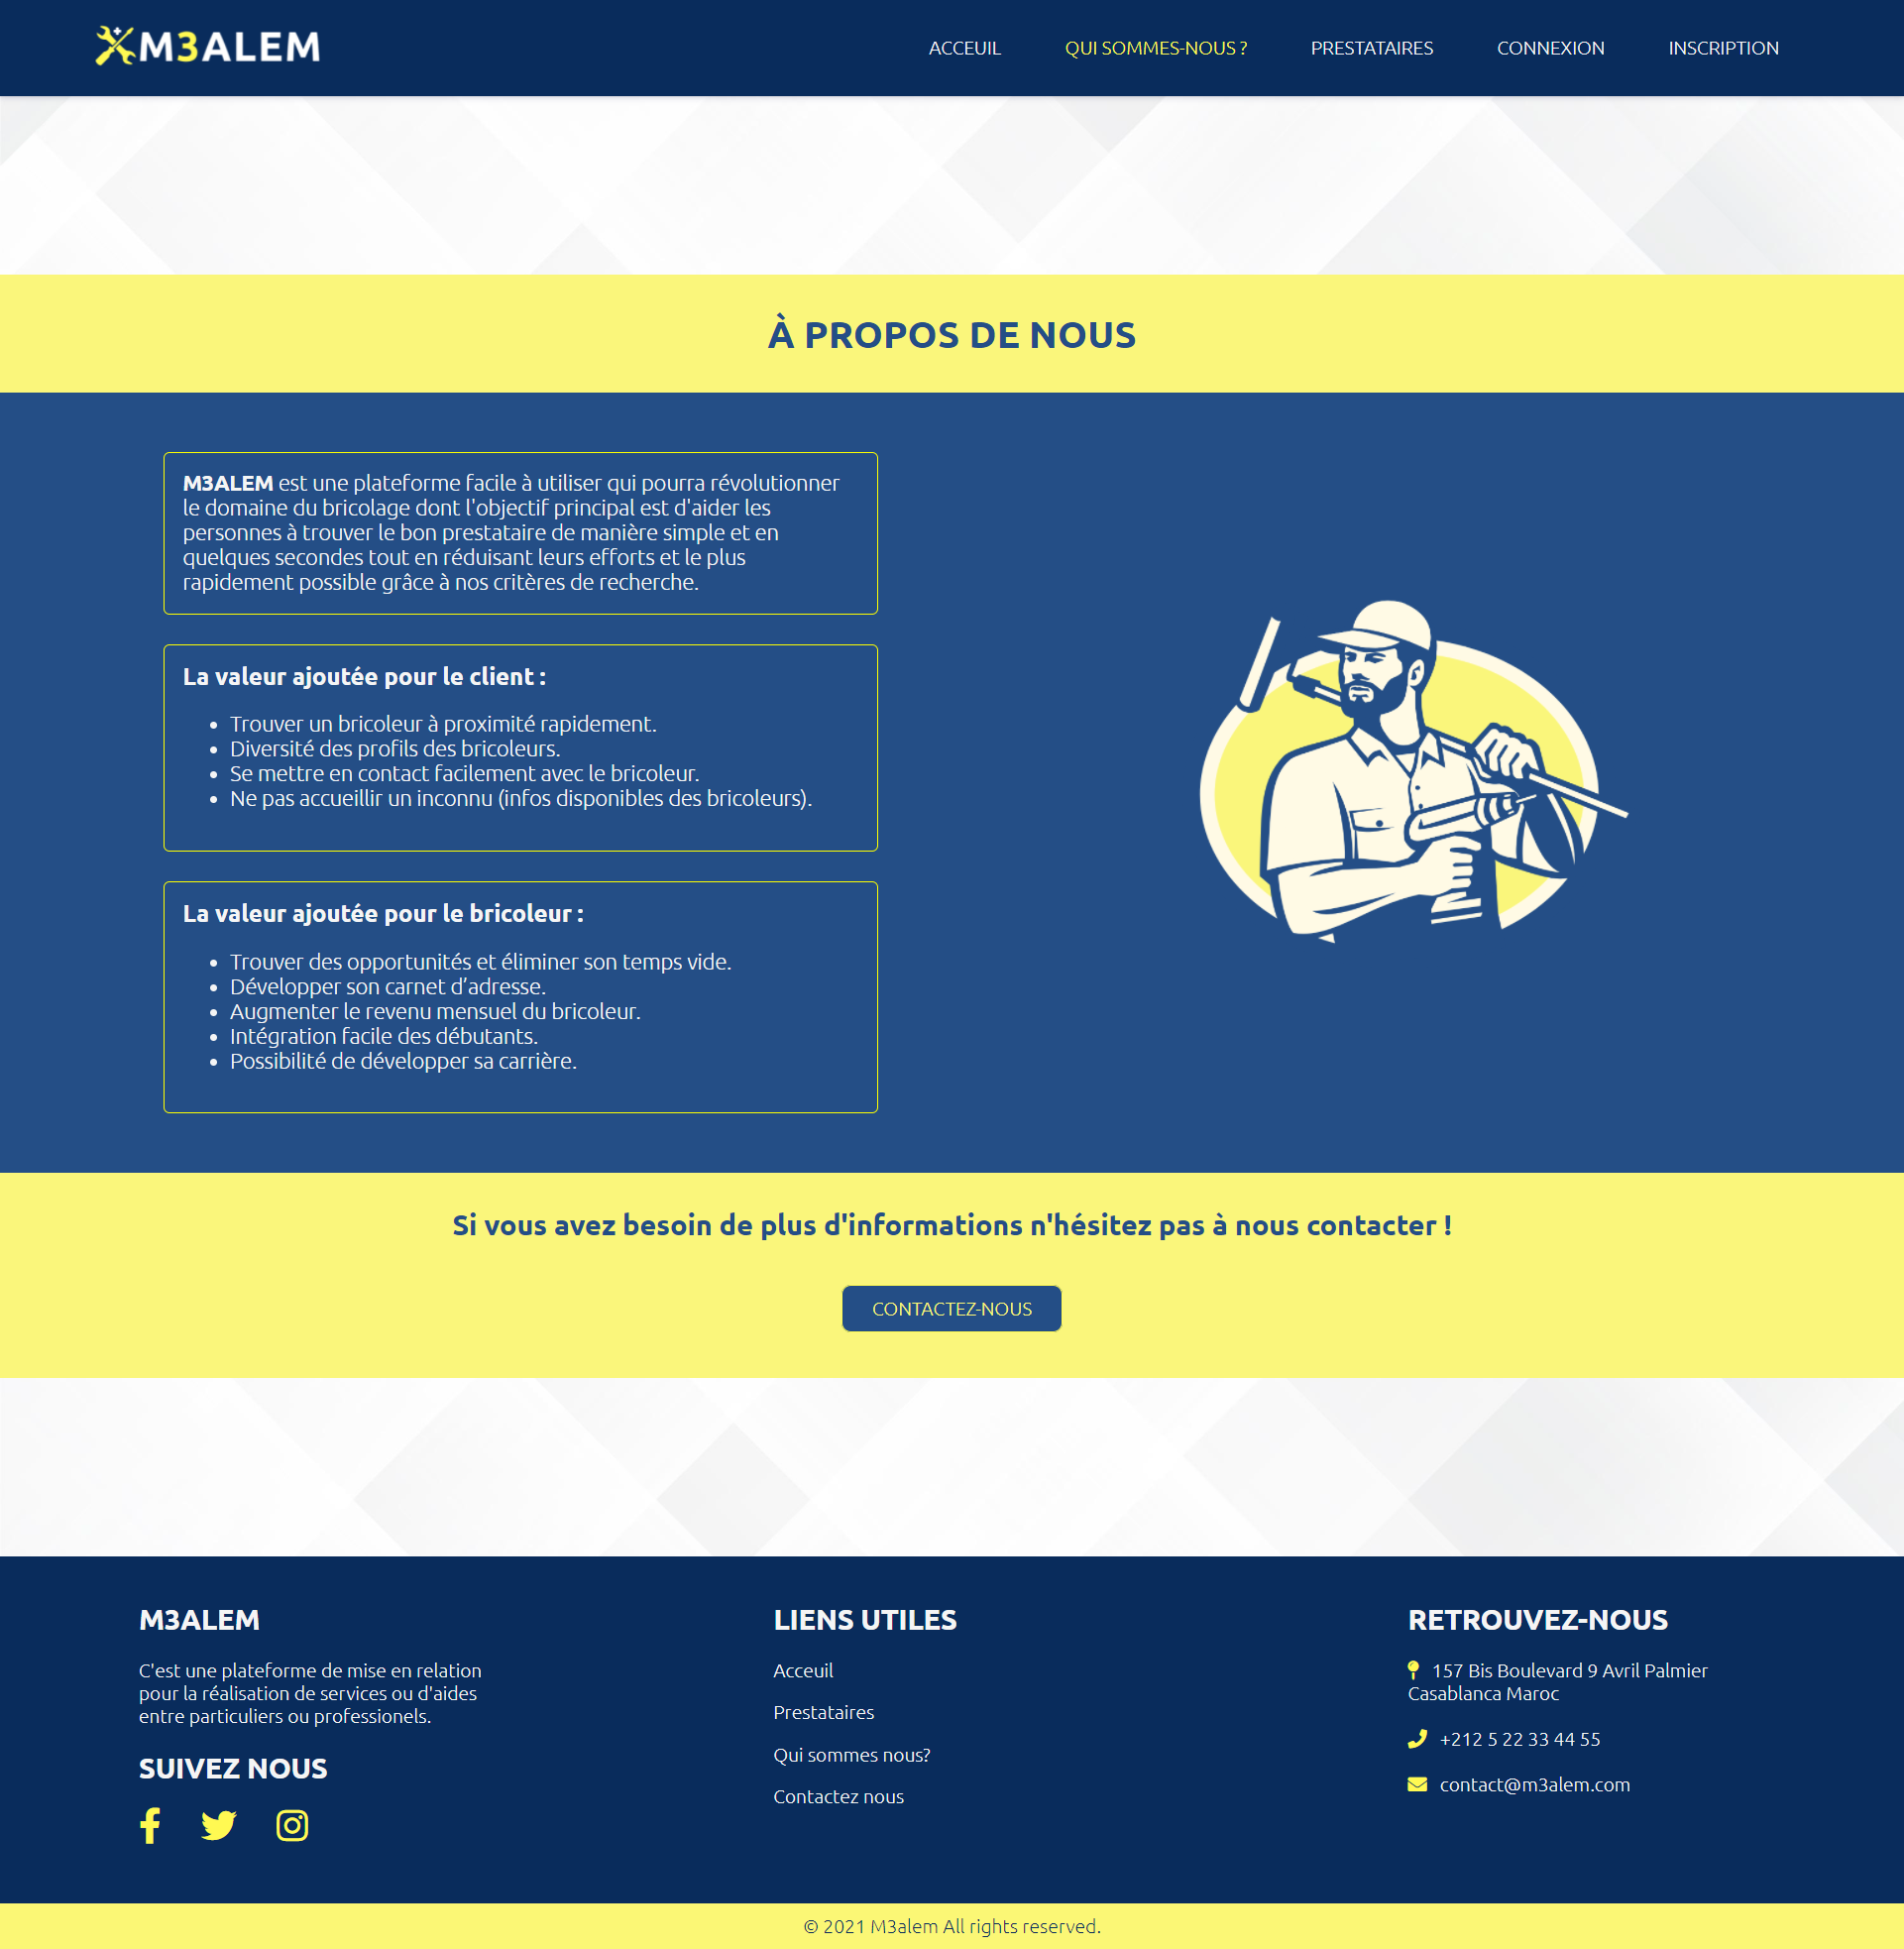 M3ALEM
ACCEUIL
QUI SOMMES-NOUS ?
PRESTATAIRES
CONNEXION
INSCRIPTION
À PROPOS DE NOUS
M3ALEM est une plateforme facile à utiliser qui pourra révolutionner
le domaine du bricolage dont l'objectif principal est d'aider les
personnes à trouver le bon prestataire de manière simple et en
quelques secondes tout en réduisant leurs efforts et le plus
rapidement possible grâce à nos critères de recherche.
La valeur ajoutée pour le client :
• Trouver un bricoleur à proximité rapidement.
• Diversité des profils des bricoleurs.
• Se mettre en contact facilement avec le bricoleur.
• Ne pas accueillir un inconnu (infos disponibles des bricoleurs).
La valeur ajoutée pour le bricoleur :
• Trouver des opportunités et éliminer son temps vide.
• Développer son carnet d’adresse.
• Augmenter le revenu mensuel du bricoleur.
• Intégration facile des débutants.
• Possibilité de développer sa carrière.
Si vous avez besoin de plus d'informations n'hésitez pas à nous contacter !
CONTACTEZ-NOUS
M3ALEM
C'est une plateforme de mise en relation
pour la réalisation de services ou d'aides
entre particuliers ou professionels.
SUIVEZ NOUS
LIENS UTILES
Acceuil
Prestataires
Qui sommes nous?
Contactez nous
RETROUVEZ-NOUS
157 Bis Boulevard 9 Avril Palmier
Casablanca Maroc
+212 5 22 33 44 55
contact@m3alem.com
© 2021 M3alem All rights reserved.